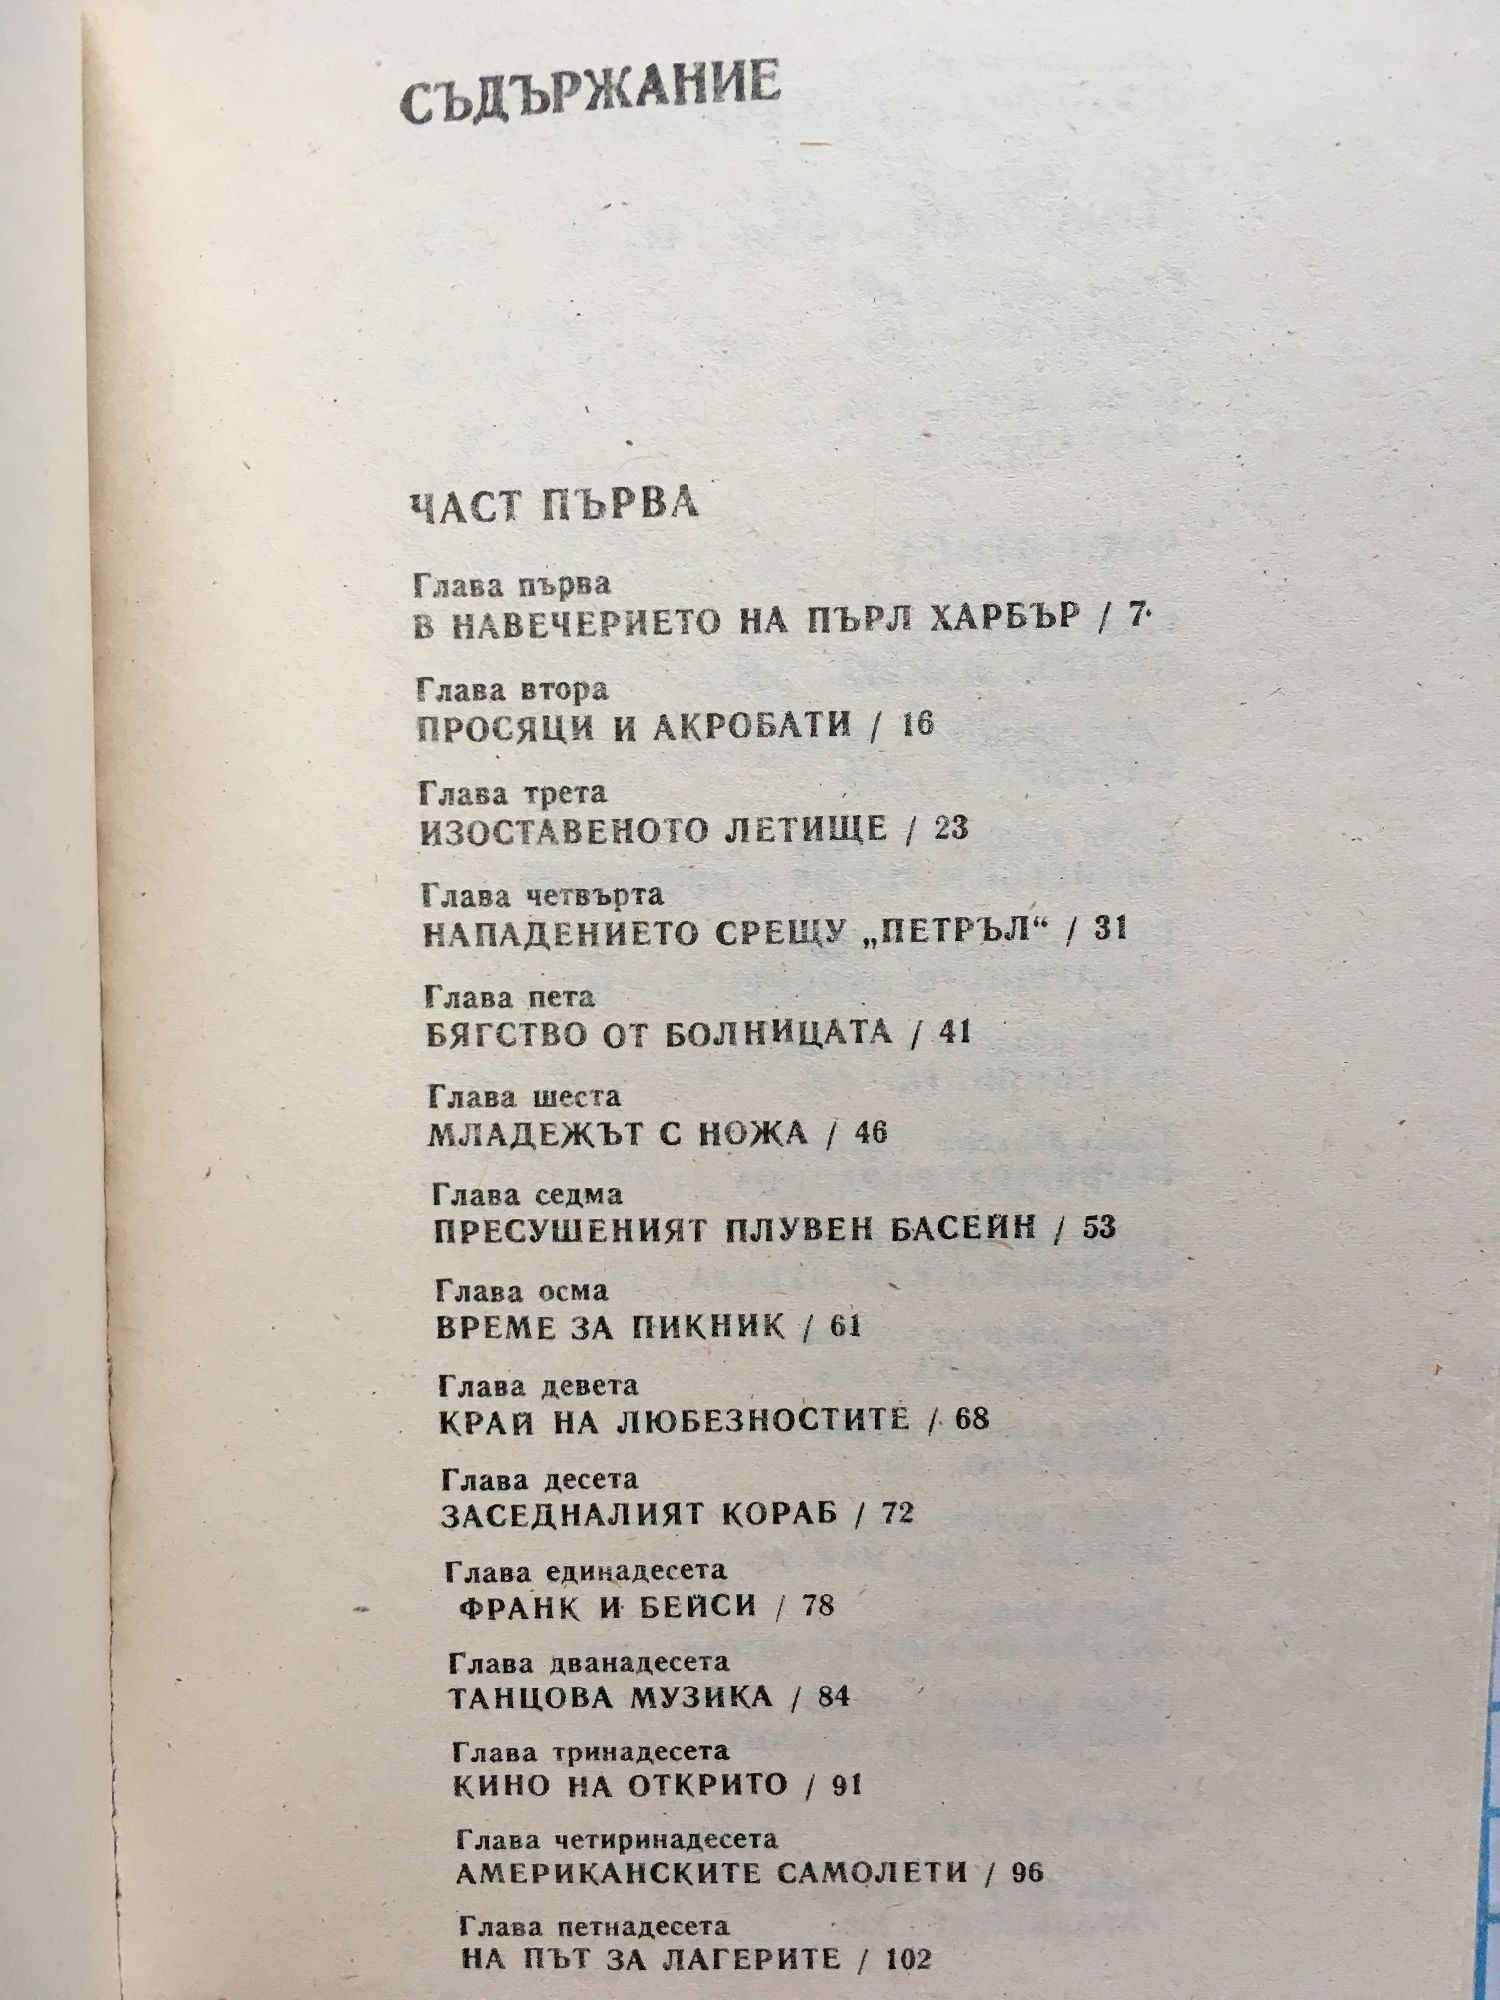 СЪДЪРЖАНИЕ
ЧАСТ ПЪРВА
Глава първа
В НАВЕЧЕРИЕТО НА ПЪРЛ ХАРБЪР / 7
Глава втора
ПРОСЯЦИ И АКРОБАТИ / 16
Глава трета
ИЗОСТАВЕНОТО ЛЕТИЩЕ / 23
Глава четвърта
НАПАДЕНИЕТО СРЕЩУ „ПЕТРЪЛ“ / 31
Глава пета
БЯГСТВО ОТ БОЛНИЦАТА / 41
Глава шеста
МЛАДЕЖЪТ С НОЖА / 46
Глава седма
ПРЕСУШЕНИЯТ ПЛУВЕН БАСЕЙН / 53
Глава осма
ВРЕМЕ ЗА ПИКНИК / 61
Глава девета
КРАЙ НА ЛЮБЕЗНОСТИТЕ / 68
Глава десета
ЗАСЕДНАЛИЯТ КОРАБ / 72
Глава единадесета
ФРАНК И БЕЙСИ / 78
Глава дванадесета
ТАНЦОВА МУЗИКА / 84
Глава тринадесета
КИНО НА ОТКРИТО / 91
Глава четиринадесета
АМЕРИКАНСКИТЕ САМОЛЕТИ / 96
Глава петнадесета
НА ПЪТ ЗА ЛАГЕРИТЕ / 102